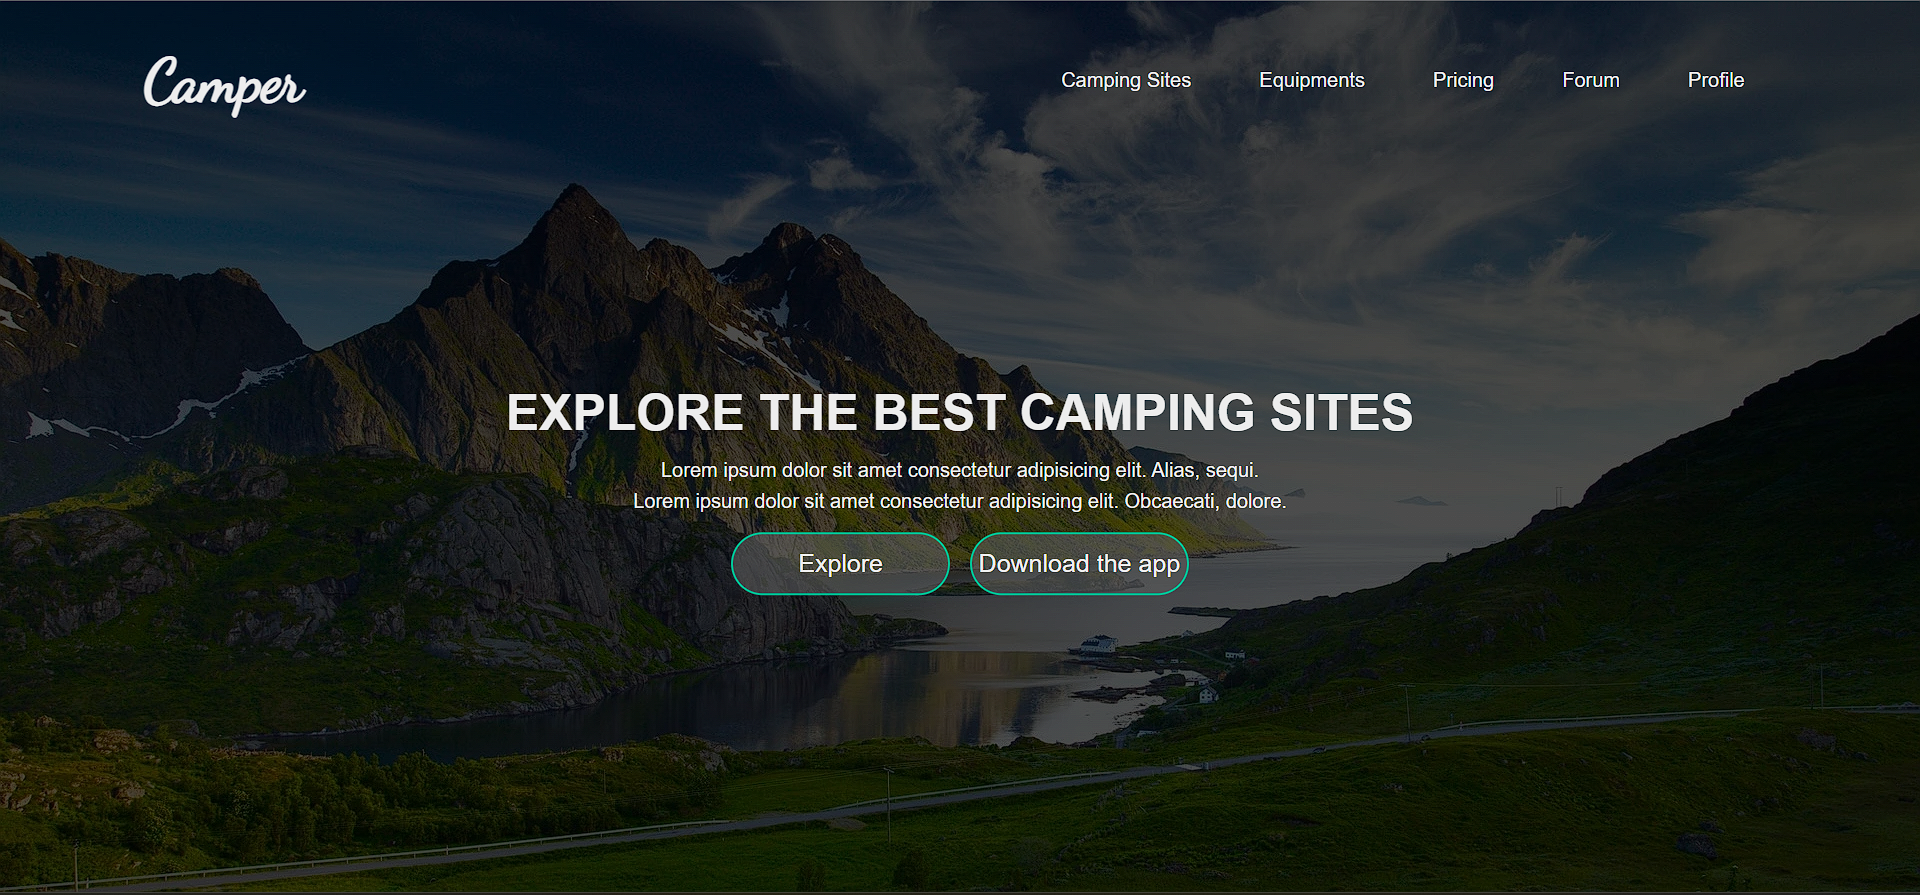 Camper
Camping Sites Equipments Pricing Forum Profile
EXPLORE THE BEST CAMPING SITES
Lorem ipsum dolor sit amet consectetur adipisicing elit. Alias, sequi.
Lorem ipsum dolor sit amet consectetur adipisicing elit. Obcaecati, dolore.
Explore Download the app